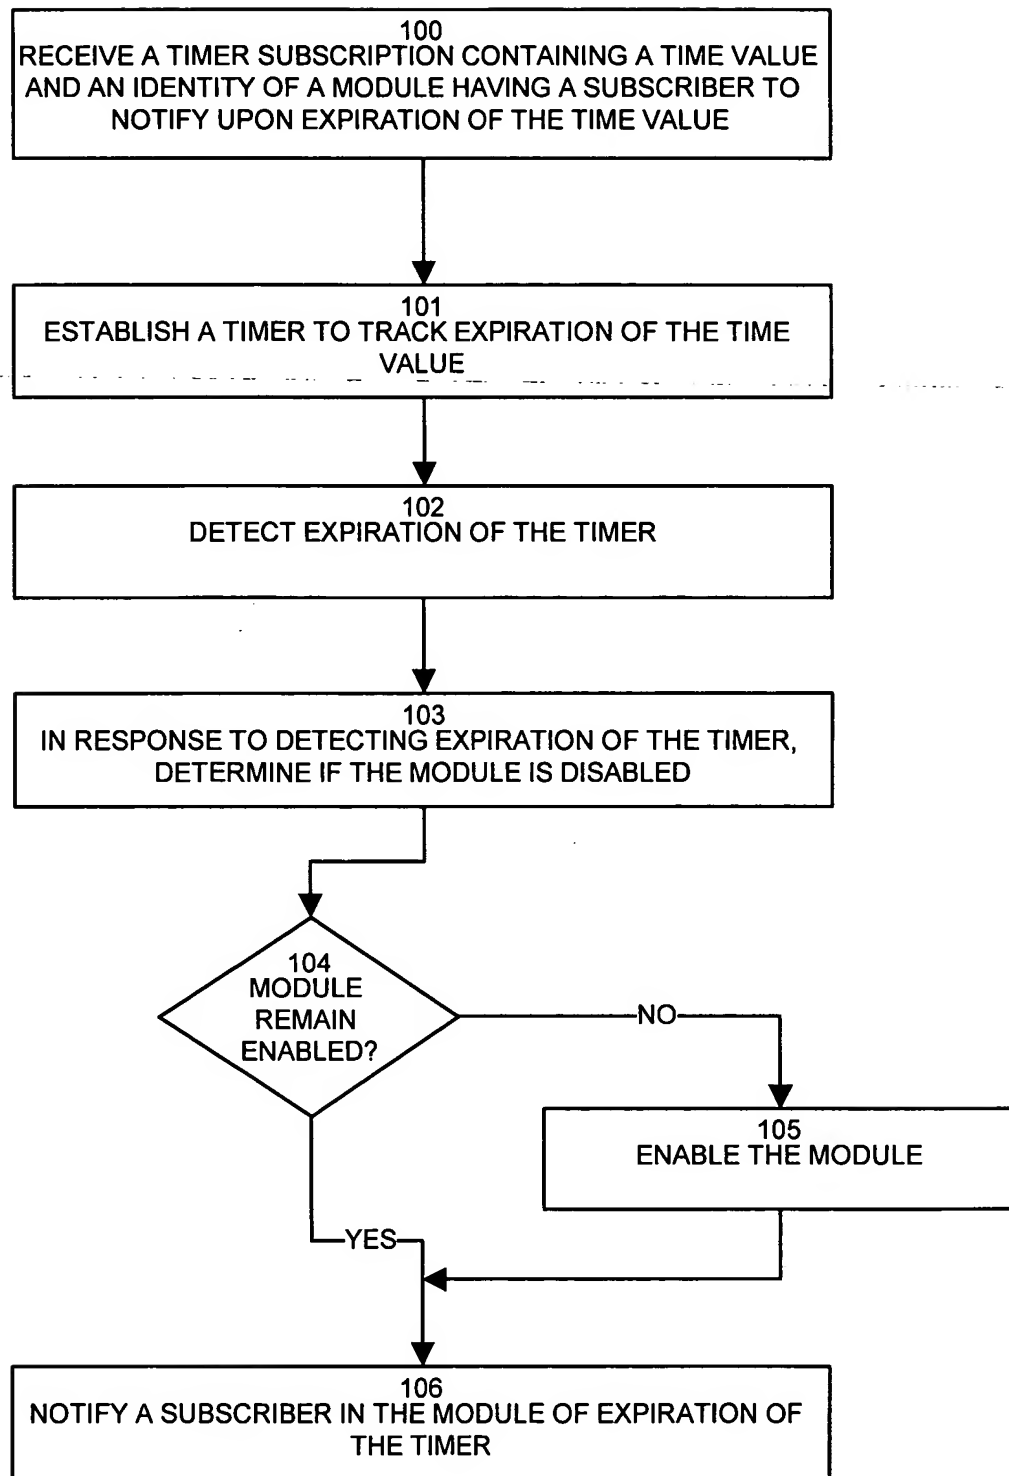 100
RECEIVE A TIMER SUBSCRIPTION CONTAINING A TIME VALUE
AND AN IDENTITY OF A MODULE HAVING A SUBSCRIBER TO
NOTIFY UPON EXPIRATION OF THE TIME VALUE
101
ESTABLISH A TIMER TO TRACK EXPIRATION OF THE TIME
VALUE
102
DETECT EXPIRATION OF THE TIMER
103
IN RESPONSE TO DETECTING EXPIRATION OF THE TIMER,
DETERMINE IF THE MODULE IS DISABLED
104
MODULE
REMAIN
ENABLED?
NO
105
ENABLE THE MODULE
YES
106
NOTIFY A SUBSCRIBER IN THE MODULE OF EXPIRATION OF
THE TIMER